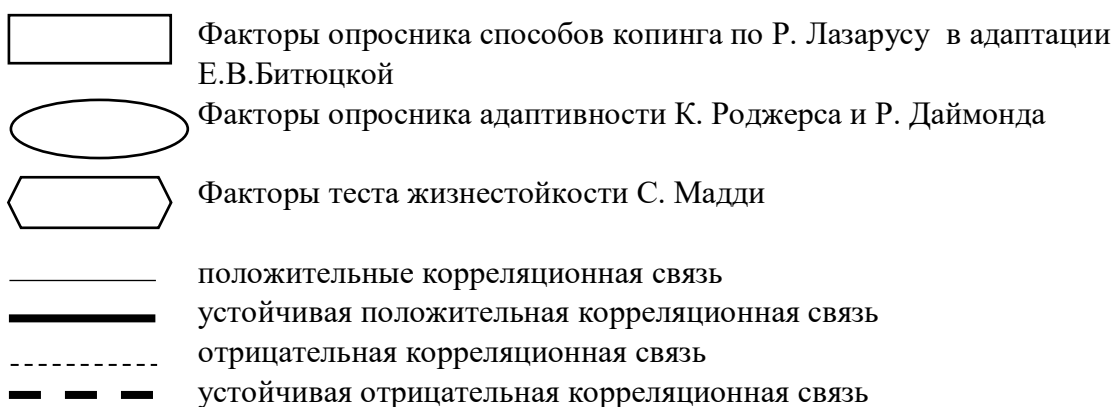 Факторы опросника способов копинга по Р. Лазарусу в адаптации
Е.В.Битюцкой
Факторы опросника адаптивности К. Роджерса и Р. Даймонда
Факторы теста жизнестойкости С. Мадди
положительные корреляционная связь
устойчивая положительная корреляционная связь
отрицательная корреляционная связь
устойчивая отрицательная корреляционная связь